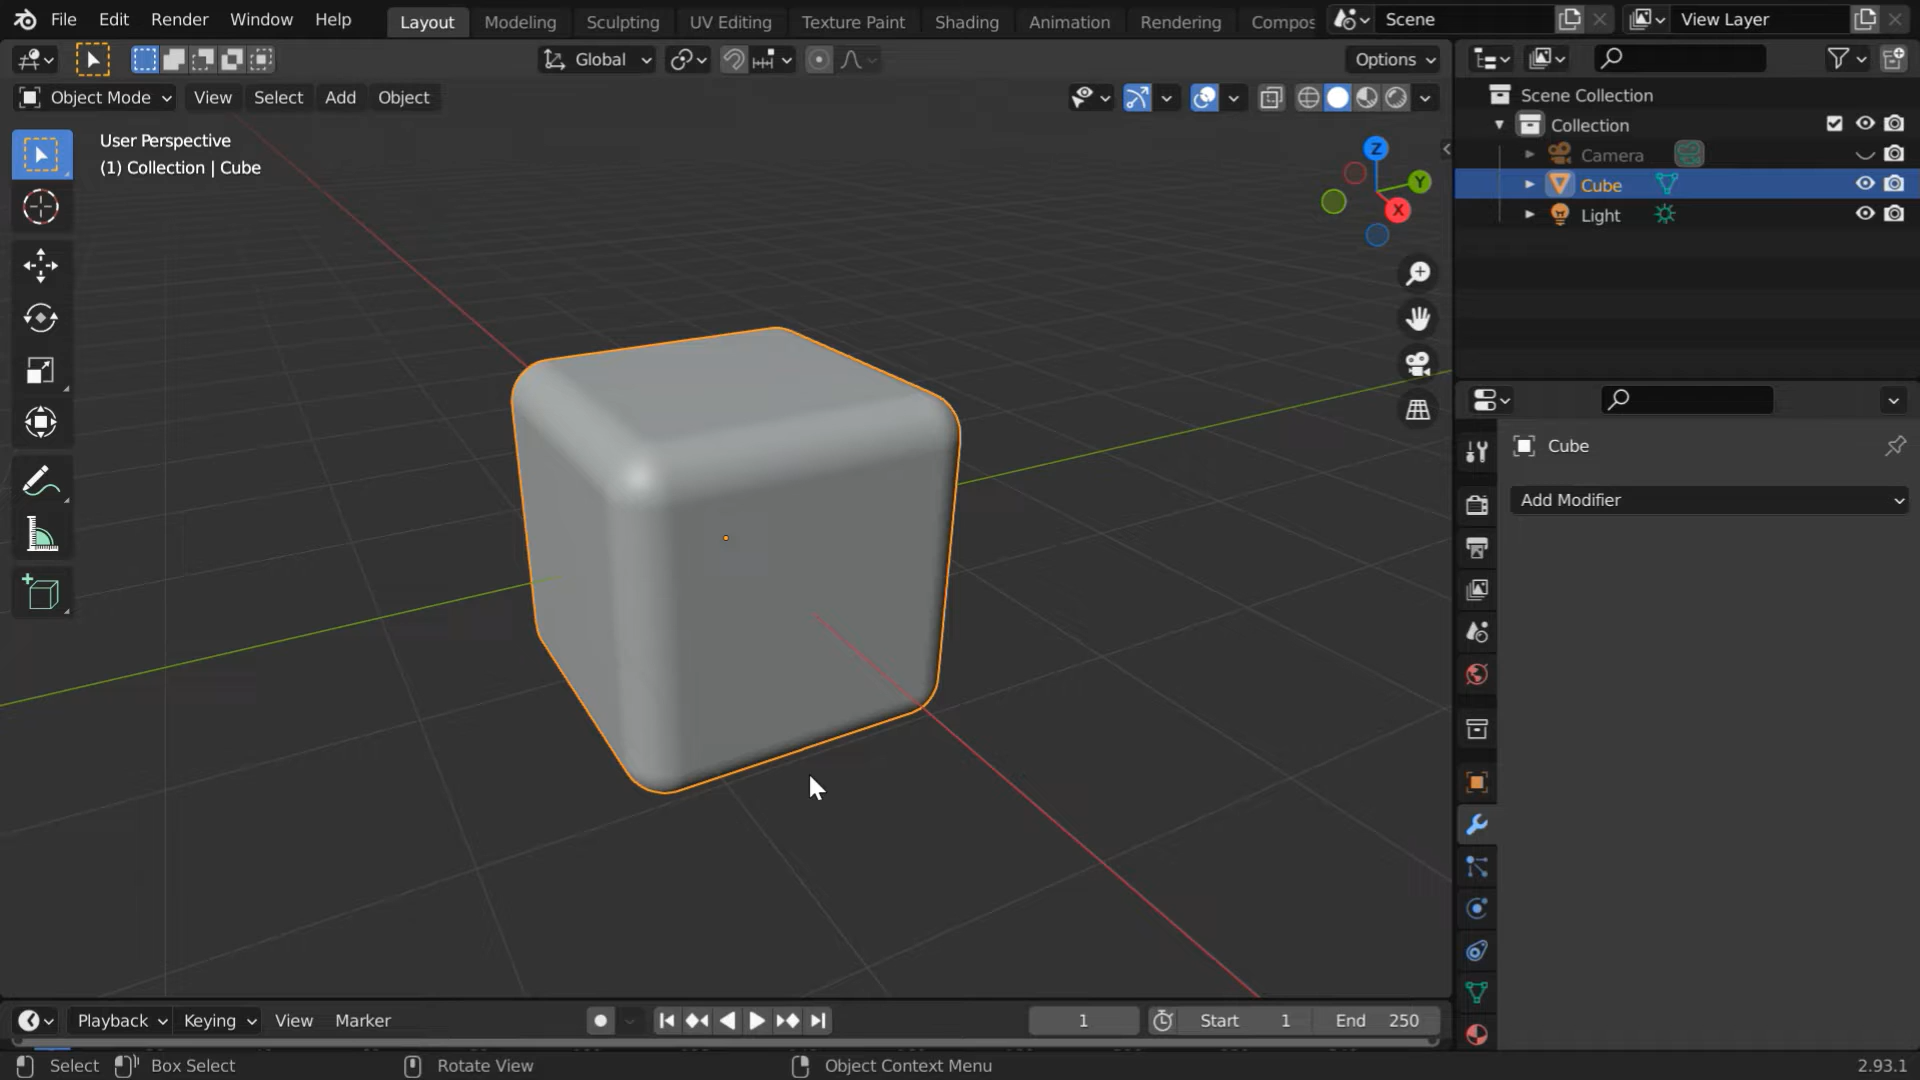 File Edit Render Window Help Layout Modeling Sculpting UV Editing Texture Paint Shading Animation Rendering Compos Scene View Layer
Global Options
Object Mode View Select Add Object
User Perspective
(1) Collection | Cube
Z
Y
X
Scene Collection
Collection
Camera
Cube
Light
Cube
Add Modifier
Playback Keying View Marker 1 Start 1 End 250
Select Box Select Rotate View Object Context Menu 2.93.1